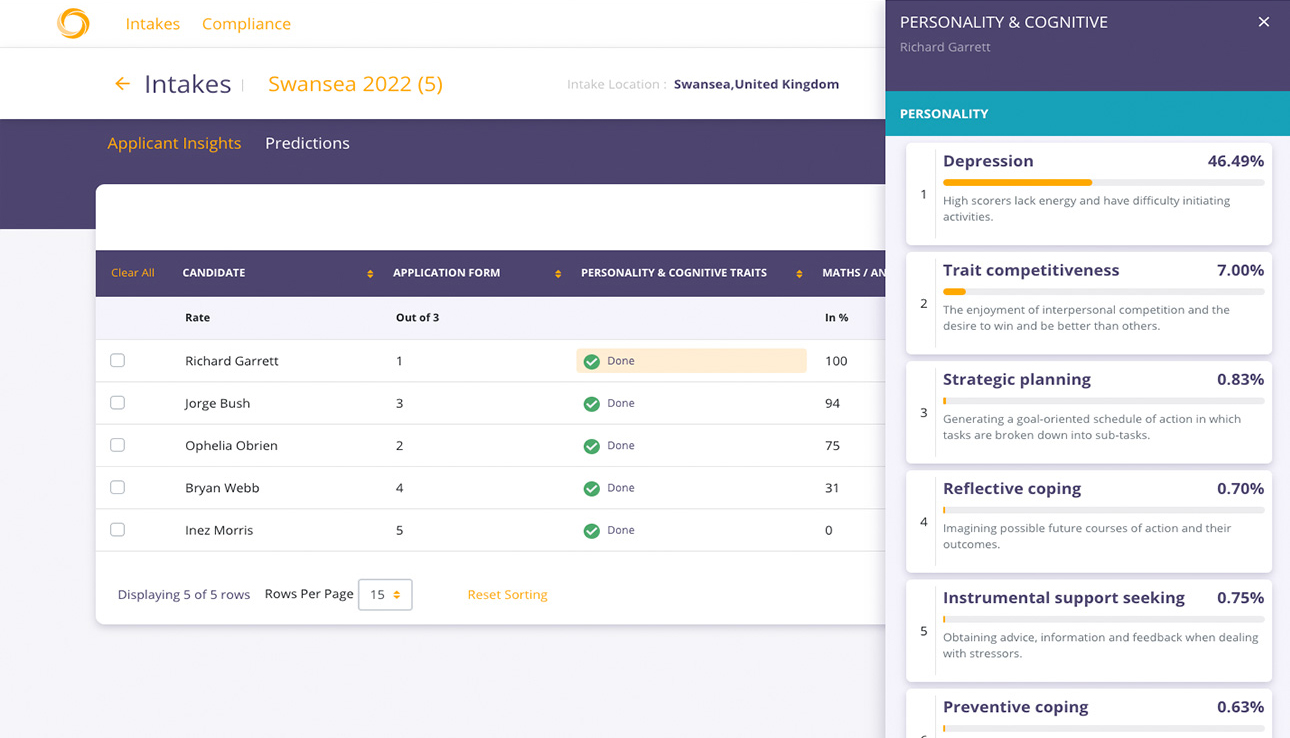 Intakes Compliance
Intakes Swansea 2022 (5) Intake Location : Swansea,United Kingdom
Applicant Insights Predictions
Clear All CANDIDATE APPLICATION FORM PERSONALITY & COGNITIVE TRAITS MATHS / AN
Rate Out of 3 In %
Richard Garrett 1 Done 100
Jorge Bush 3 Done 94
Ophelia Obrien 2 Done 75
Bryan Webb 4 Done 31
Inez Morris 5 Done 0
Displaying 5 of 5 rows Rows Per Page 15 Reset Sorting
PERSONALITY & COGNITIVE
Richard Garrett
PERSONALITY
1
Depression 46.49%
High scorers lack energy and have difficulty initiating
activities.
2
Trait competitiveness 7.00%
The enjoyment of interpersonal competition and the
desire to win and be better than others.
3
Strategic planning 0.83%
Generating a goal-oriented schedule of action in which
tasks are broken down into sub-tasks.
4
Reflective coping 0.70%
Imagining possible future courses of action and their
outcomes.
5
Instrumental support seeking 0.75%
Obtaining advice, information and feedback when dealing
with stressors.
Preventive coping 0.63%